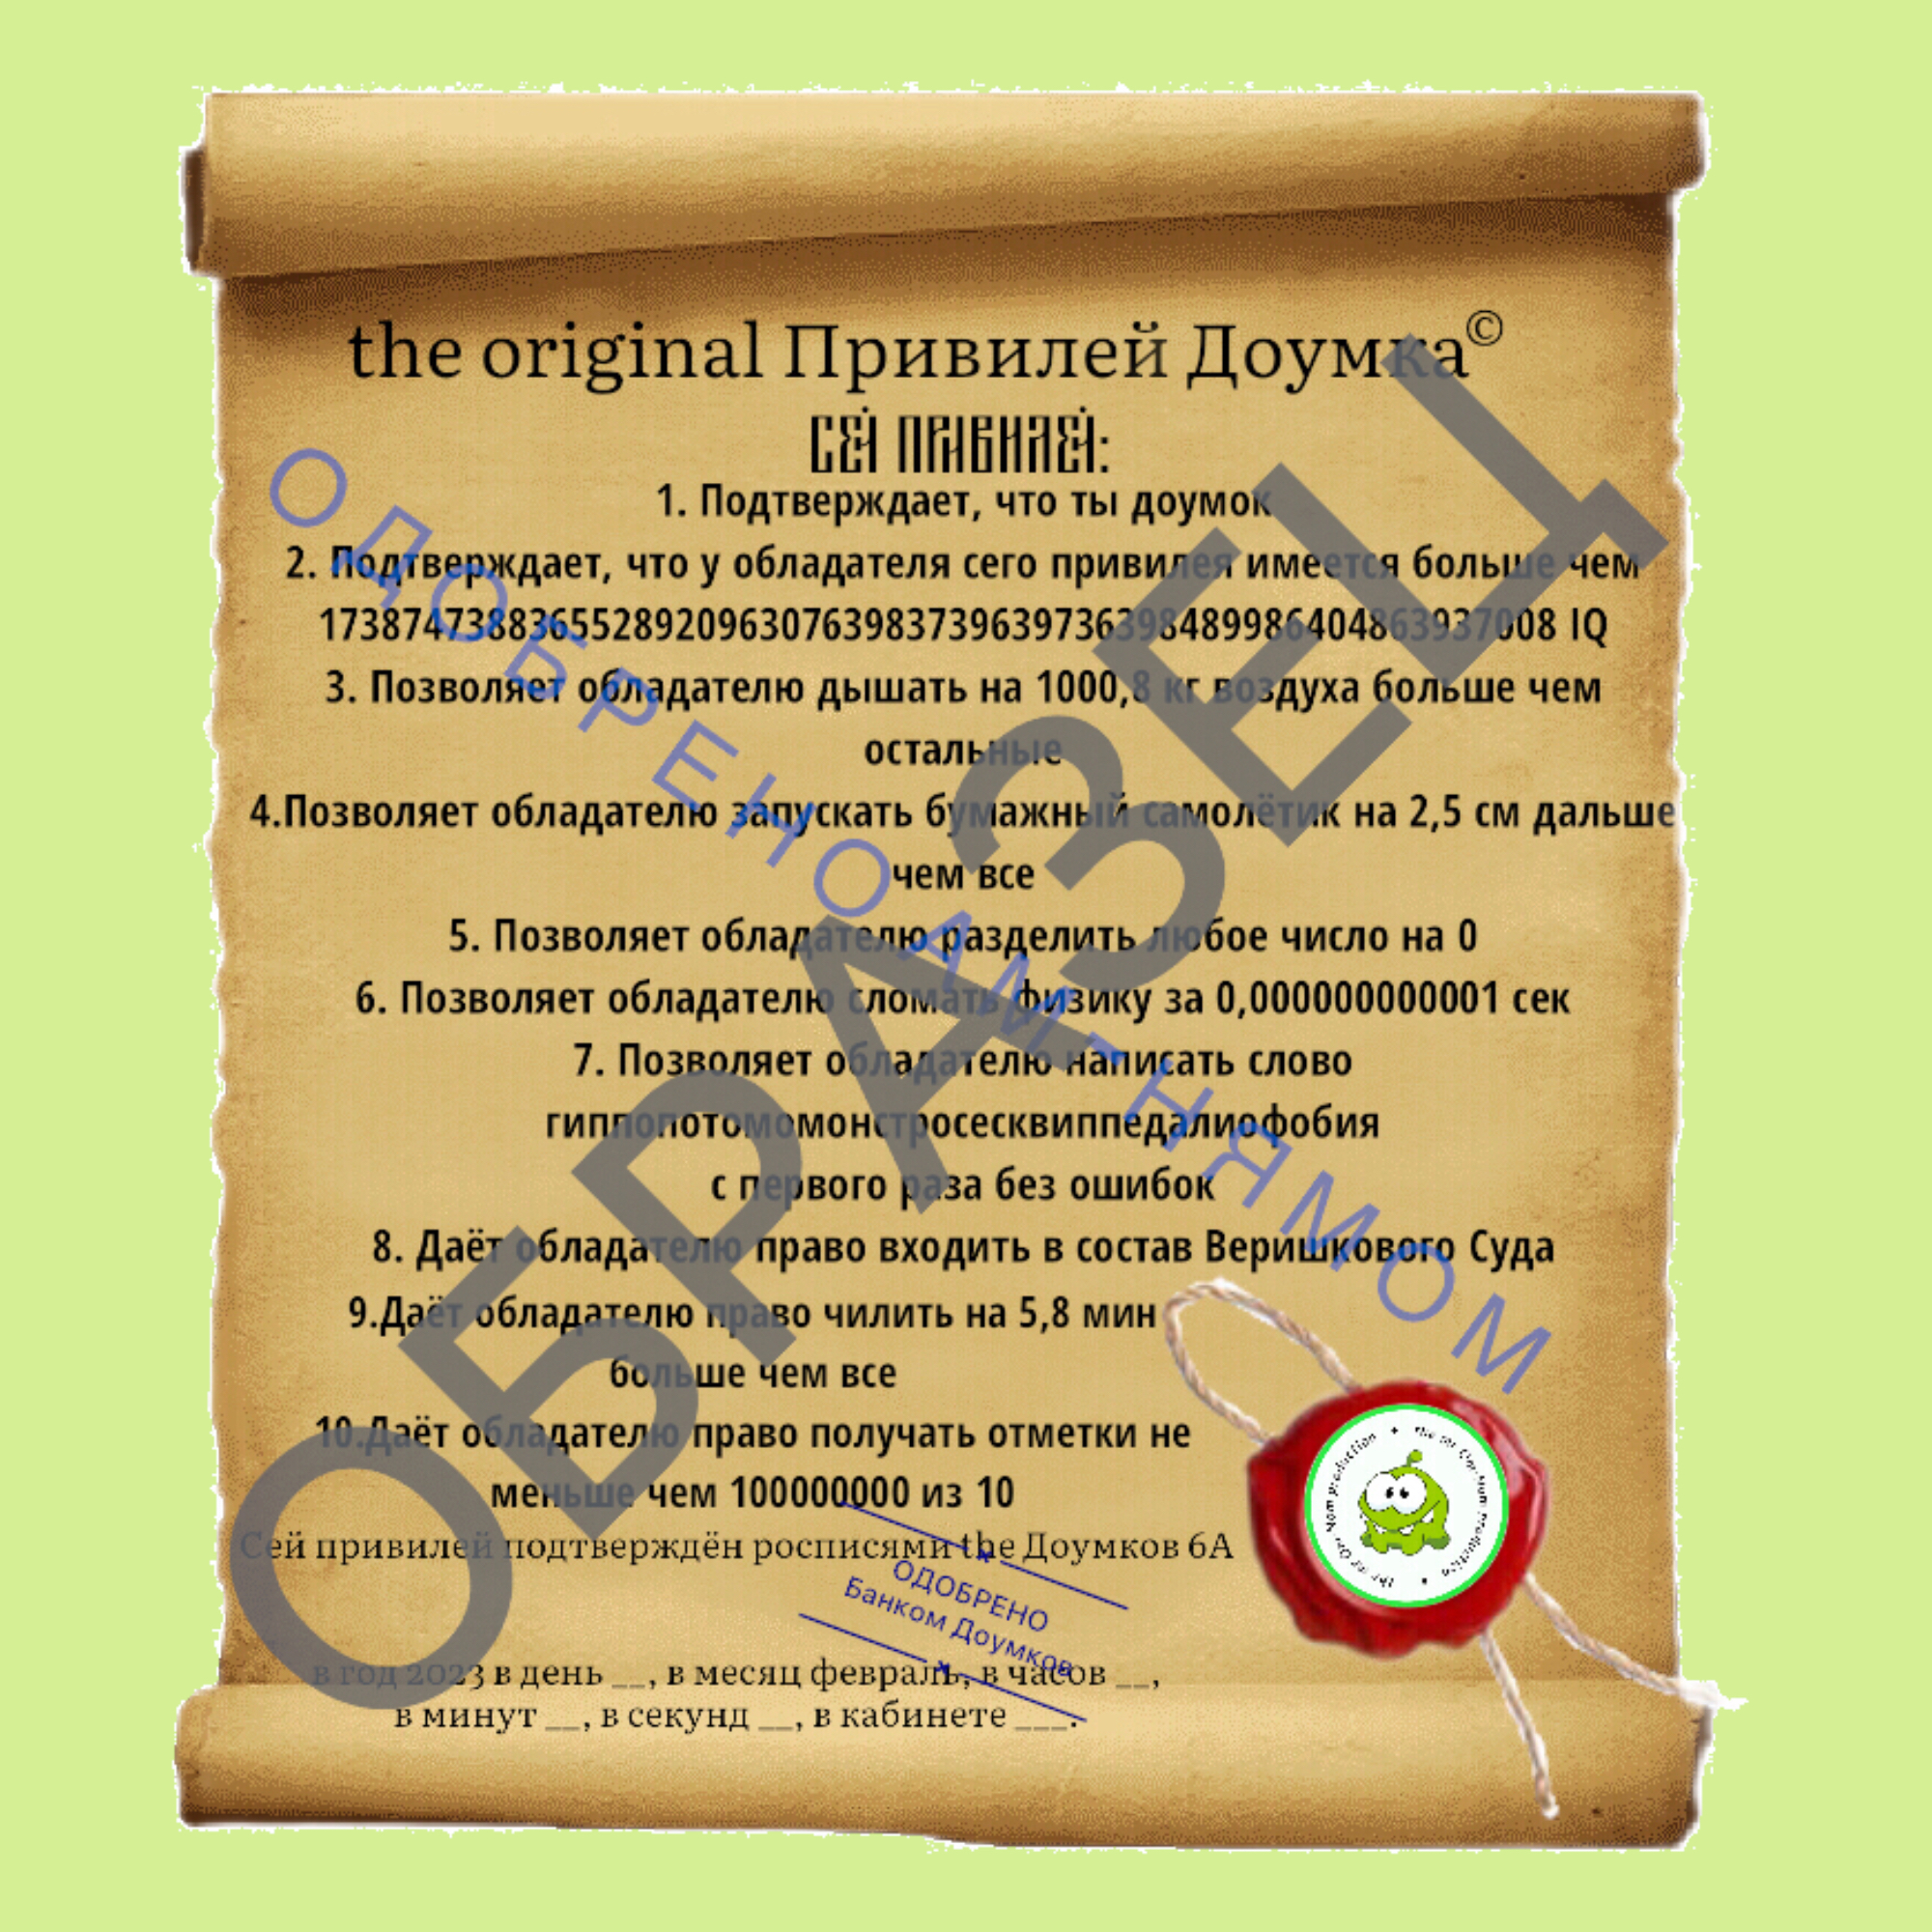 the original Привилей Доумка©
СЕЙ ПРИВИЛЕЙ:
1. Подтверждает, что ты доумок
2. Подтверждает, что у обладателя сего привилея имеется больше чем
17387473883655289209630763983739639736398489986404863937008 IQ
3. Позволяет обладателю дышать на 1000,8 кг воздуха больше чем
остальные
4.Позволяет обладателю запускать бумажный самолётик на 2,5 см дальше
чем все
5. Позволяет обладателю разделить любое число на 0
6. Позволяет обладателю сломать физику за 0,000000000001 сек
7. Позволяет обладателю написать слово
гиппопотомомонстросесквиппедалиофобия
с первого раза без ошибок
8. Даёт обладателю право входить в состав Веришкового Суда
9.Даёт обладателю право чилить на 5,8 мин
больше чем все
10.Даёт обладателю право получать отметки не
меньше чем 100000000 из 10
Сей привилей подтверждён росписями the Доумков 6А
ОДОБРЕНО
Банком Доумков
в год 2023 в день __, в месяц февраль, в часов __,
в минут __, в секунд __, в кабинете ___.
ОБРАЗЕЦ
ОДОБРЕНО АМ-НЯМОМ